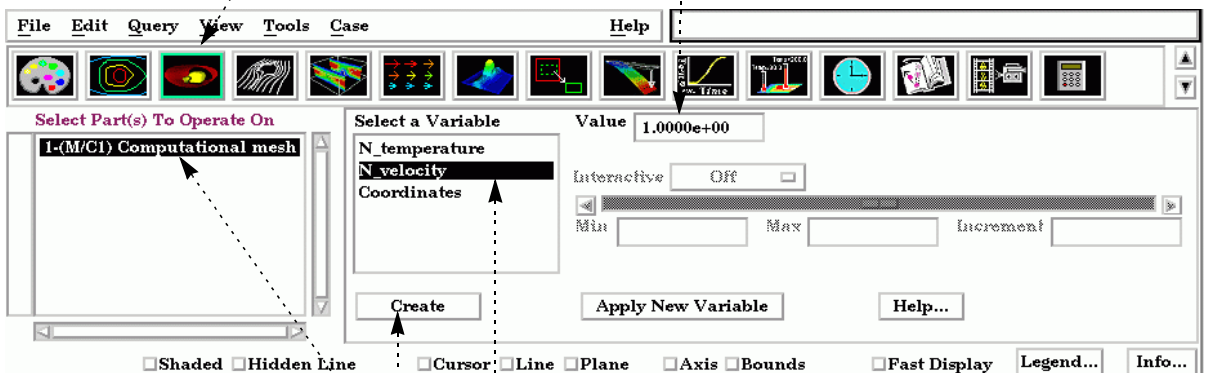 File Edit Query View Tools Case Help
Time
Select Part(s) To Operate On
1-(M/C1) Computational mesh
Select a Variable
N_temperature
N_velocity
Coordinates
Value 1.0000e+00
Interactive Off
Min Max Increment
Create Apply New Variable Help...
Shaded Hidden Line Cursor Line Plane Axis Bounds Fast Display Legend... Info...